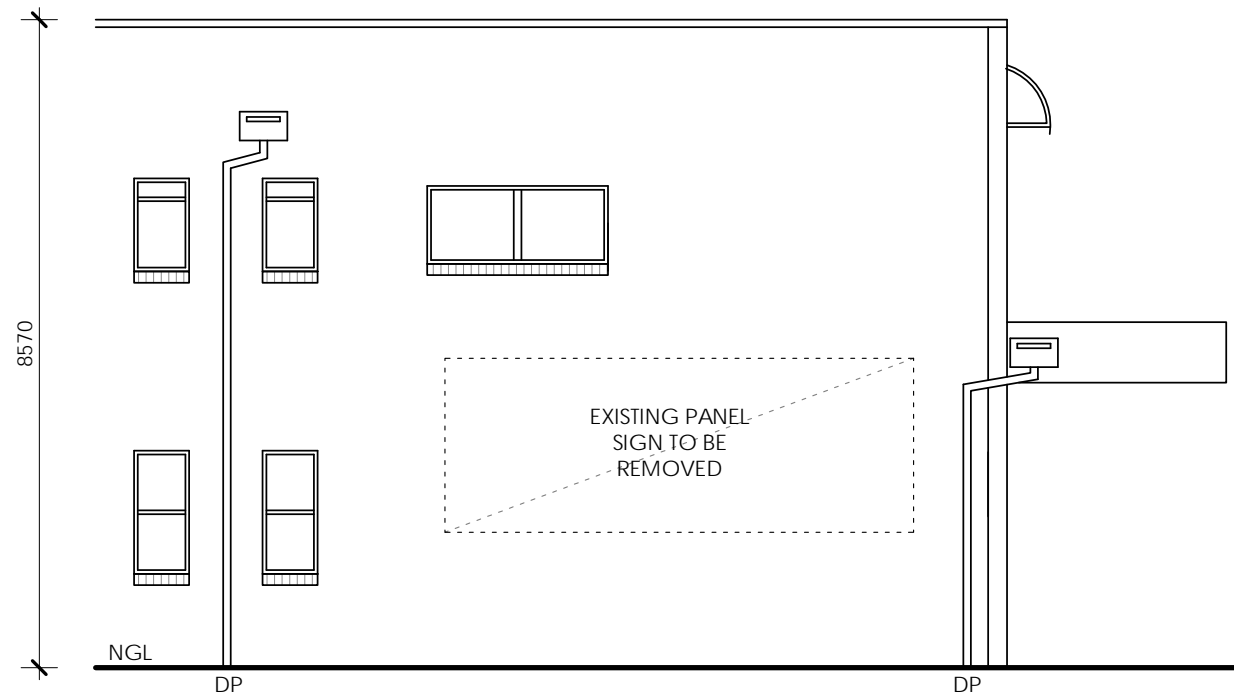 8570
EXISTING PANEL
SIGN TO BE
REMOVED
NGL
DP
DP